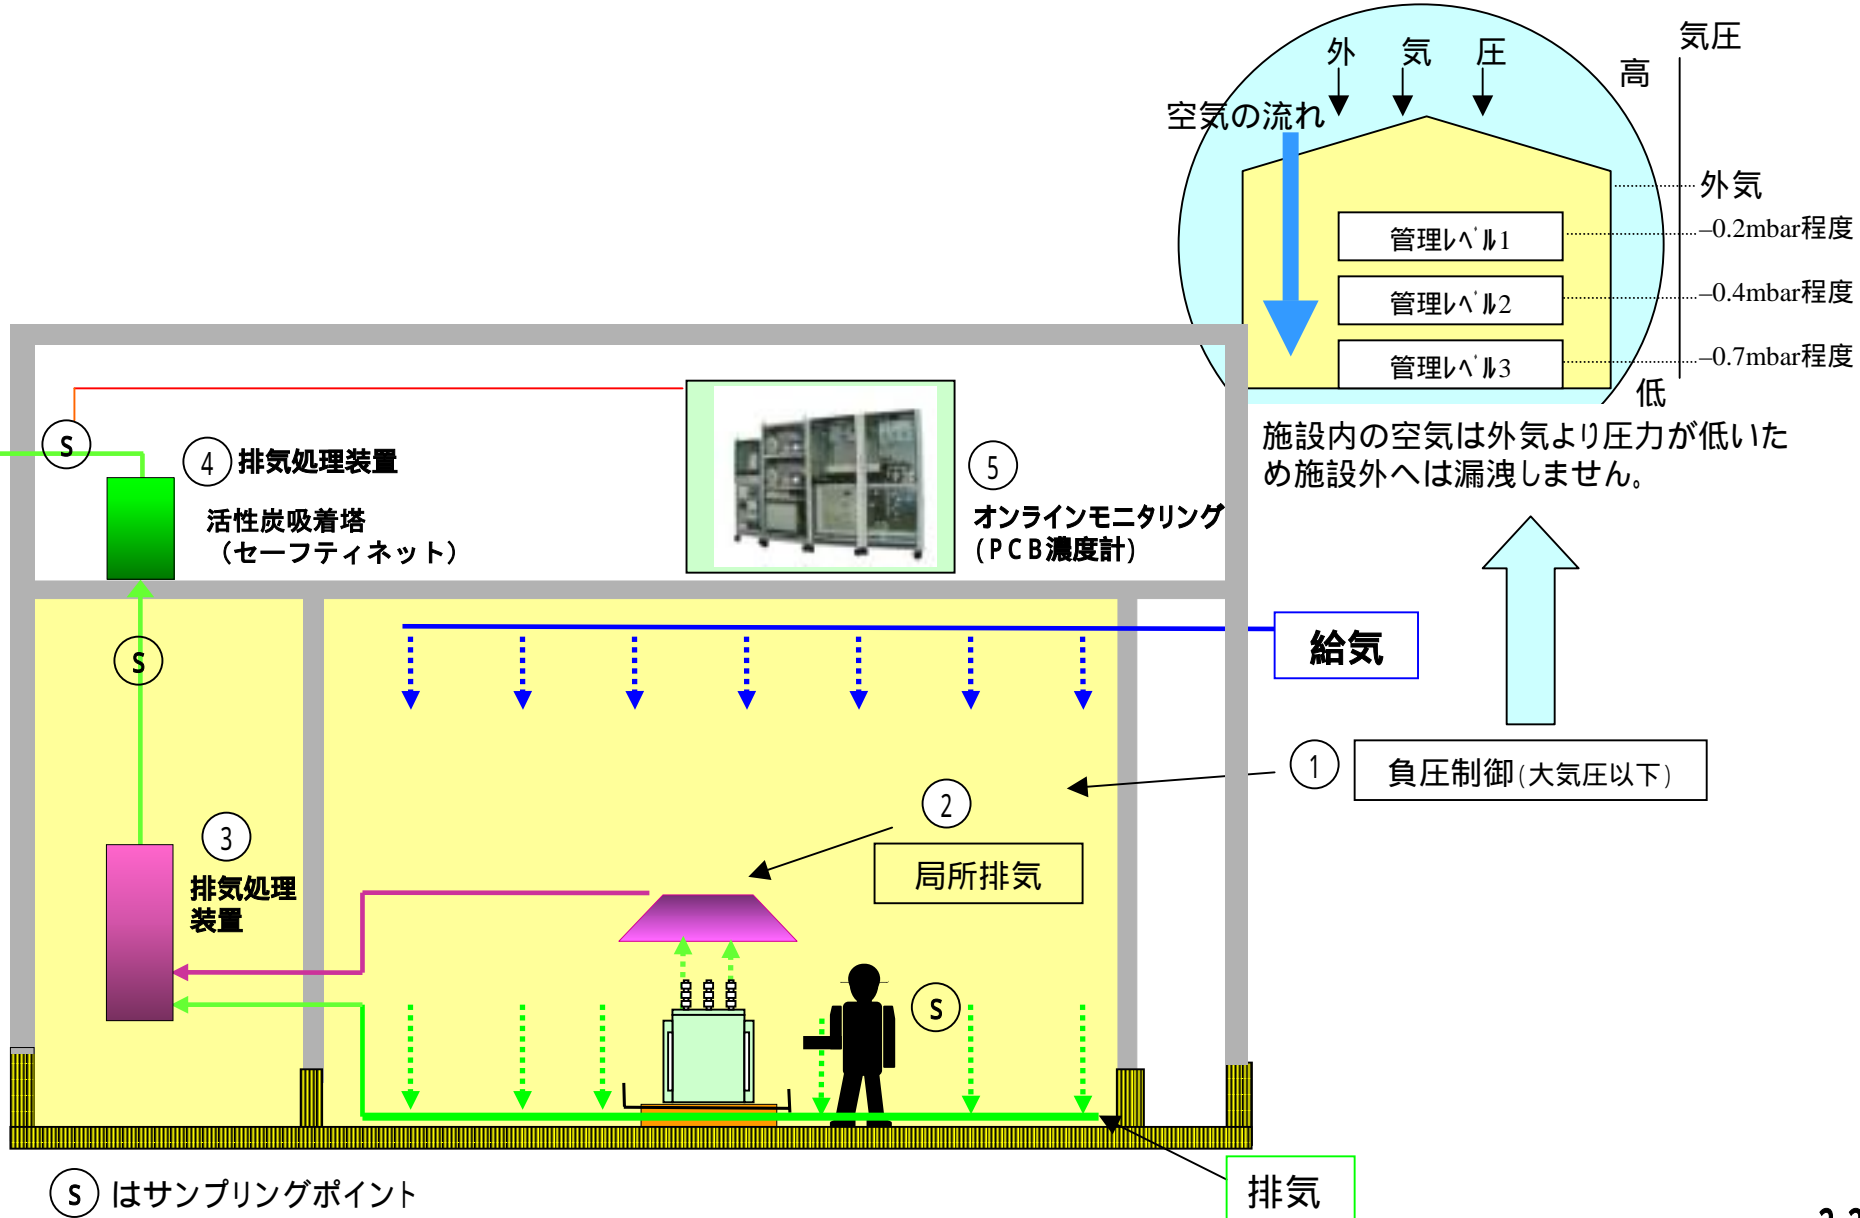 気圧
外 気 圧
高
空気の流れ
外気
管理ﾚﾍﾞﾙ1
–0.2mbar程度
管理ﾚﾍﾞﾙ2
–0.4mbar程度
管理ﾚﾍﾞﾙ3
–0.7mbar程度
低
施設内の空気は外気より圧力が低いた
め施設外へは漏洩しません。
S
④ 排気処理装置
活性炭吸着塔
（セーフティネット）
⑤
オンラインモニタリング
(PCB濃度計)
S
給気
① 負圧制御(大気圧以下)
②
局所排気
③
排気処理
装置
S
排気
S はサンプリングポイント